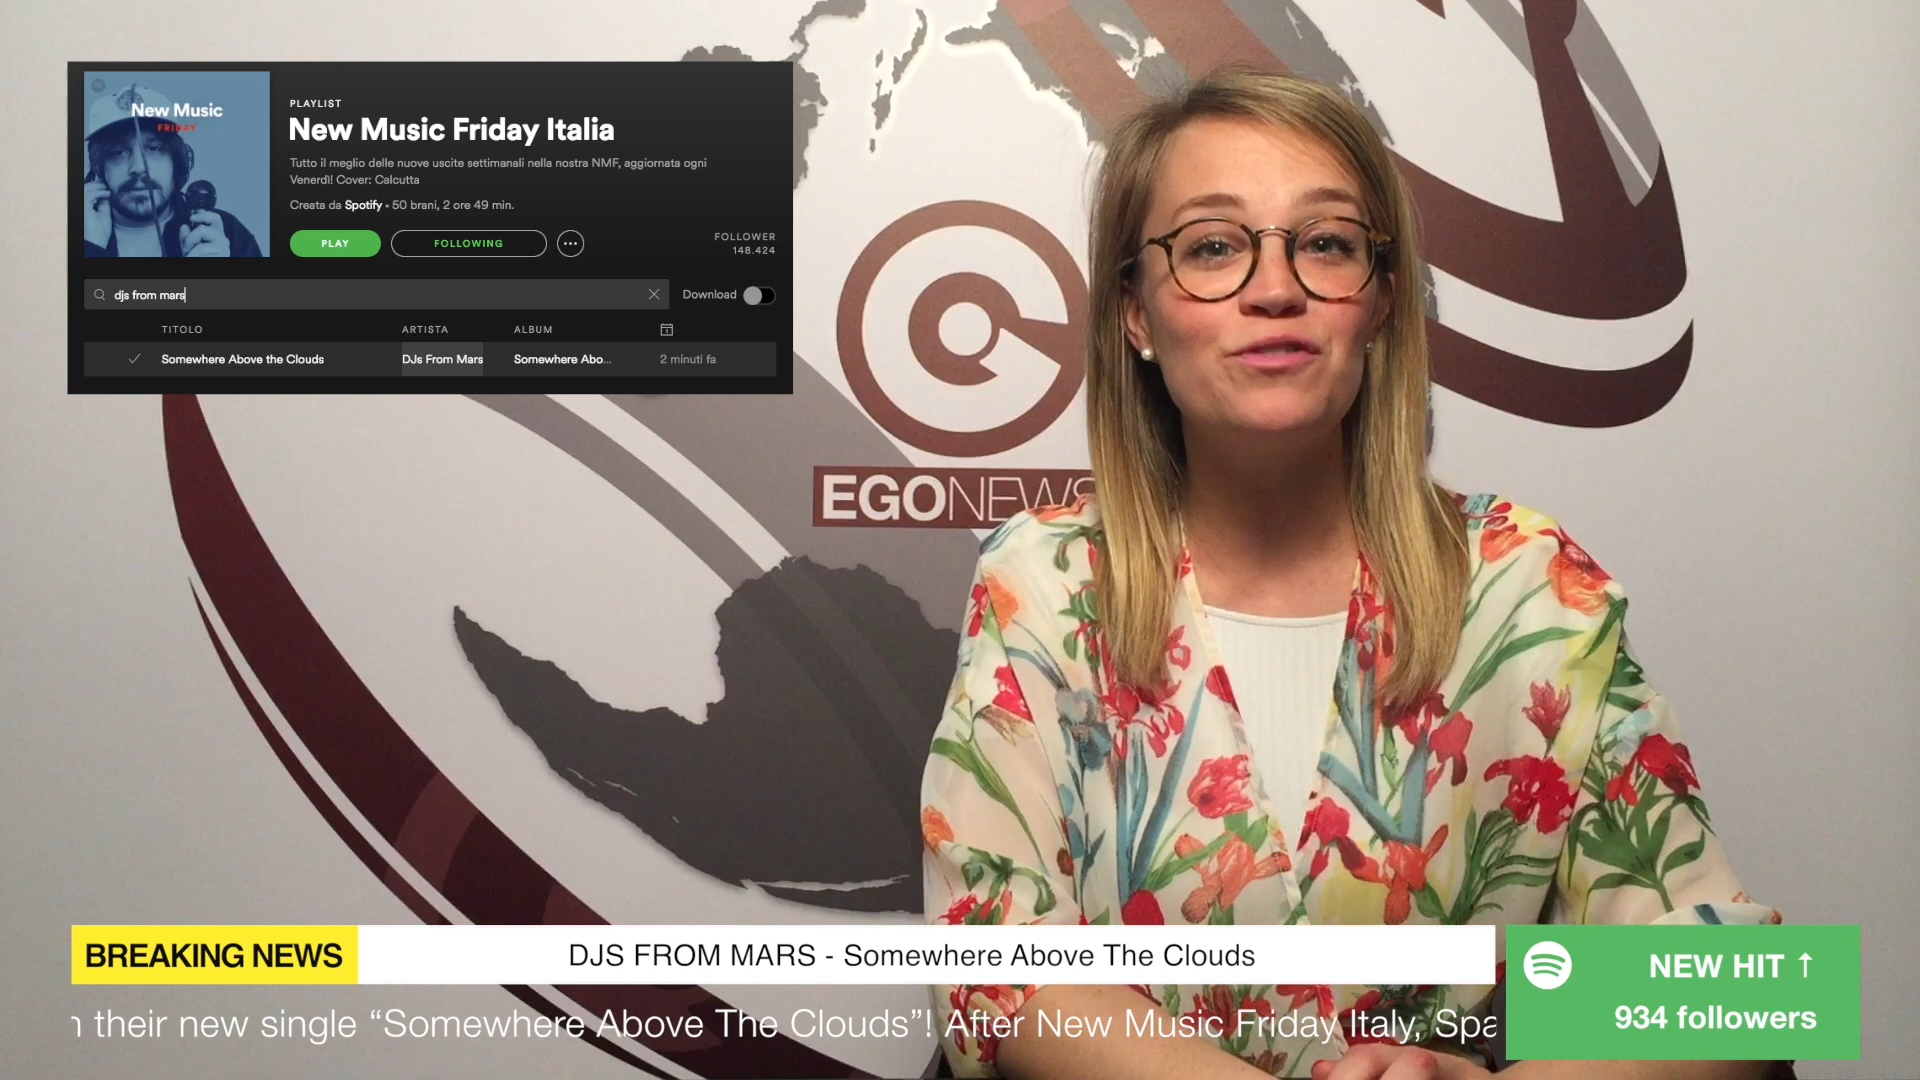 New Music
FRIDAY
PLAYLIST
New Music Friday Italia
Tutto il meglio delle nuove uscite settimanali nella nostra NMF, aggiornata ogni
Venerdì! Cover: Calcutta
Creata da Spotify • 50 brani, 2 ore 49 min.
PLAY
FOLLOWING
FOLLOWER
148.424
djs from mars
Download
TITOLO
ARTISTA
ALBUM
Somewhere Above the Clouds
DJs From Mars
Somewhere Abo...
2 minuti fa
EGONEWS
BREAKING NEWS
DJS FROM MARS - Somewhere Above The Clouds
their new single “Somewhere Above The Clouds”! After New Music Friday Italy, Spa
NEW HIT ↑
934 followers